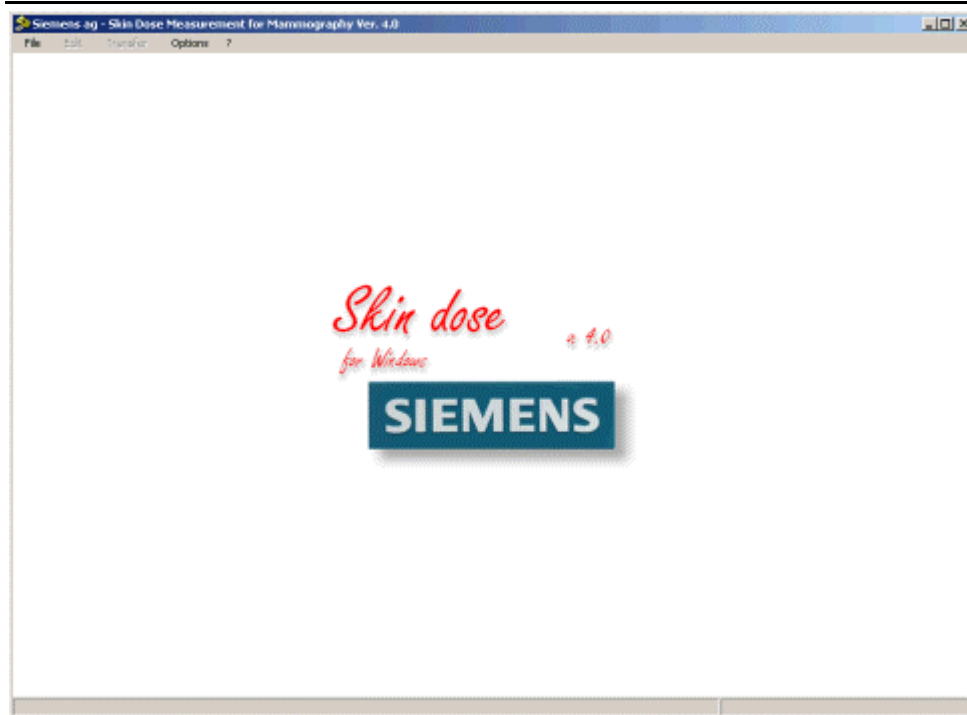 Siemens ag - Skin Dose Measurement for Mammography Ver. 4.0
File Edit Transfer Options ?
Skin dose
v 4.0
for Windows
SIEMENS